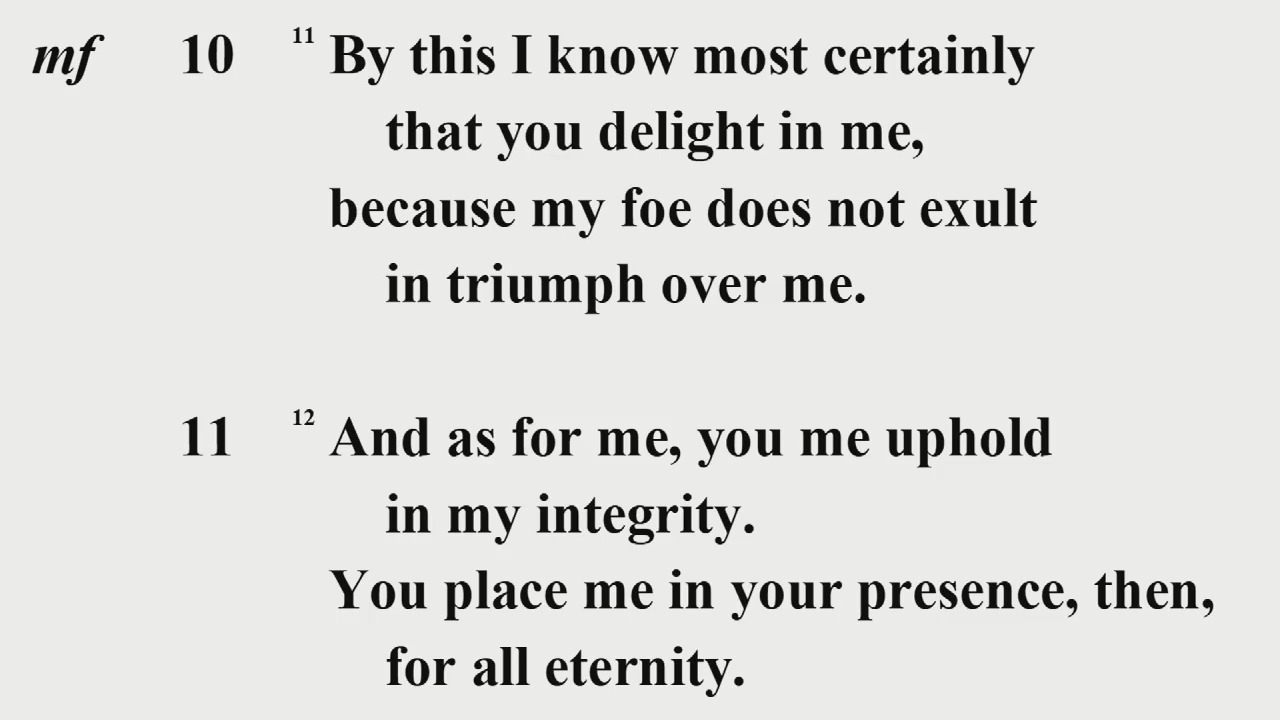 mf 10 11 By this I know most certainly
that you delight in me,
because my foe does not exult
in triumph over me.
11 12 And as for me, you me uphold
in my integrity.
You place me in your presence, then,
for all eternity.